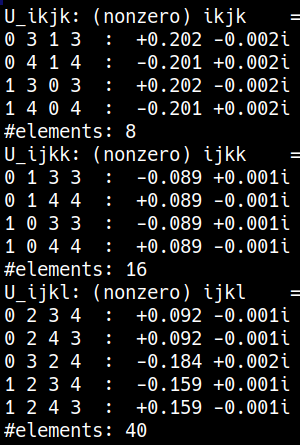 U_ikjk: (nonzero) ikjk =
0 3 1 3 : +0.202 -0.002i
0 4 1 4 : -0.201 +0.002i
1 3 0 3 : +0.202 -0.002i
1 4 0 4 : -0.201 +0.002i
#elements: 8
U_ijkk: (nonzero) ijkk =
0 1 3 3 : -0.089 +0.001i
0 1 4 4 : +0.089 -0.001i
1 0 3 3 : -0.089 +0.001i
1 0 4 4 : +0.089 -0.001i
#elements: 16
U_ijkl: (nonzero) ijkl =
0 2 3 4 : +0.092 -0.001i
0 2 4 3 : +0.092 -0.001i
0 3 2 4 : -0.184 +0.002i
1 2 3 4 : -0.159 +0.001i
1 2 4 3 : +0.159 -0.001i
#elements: 40